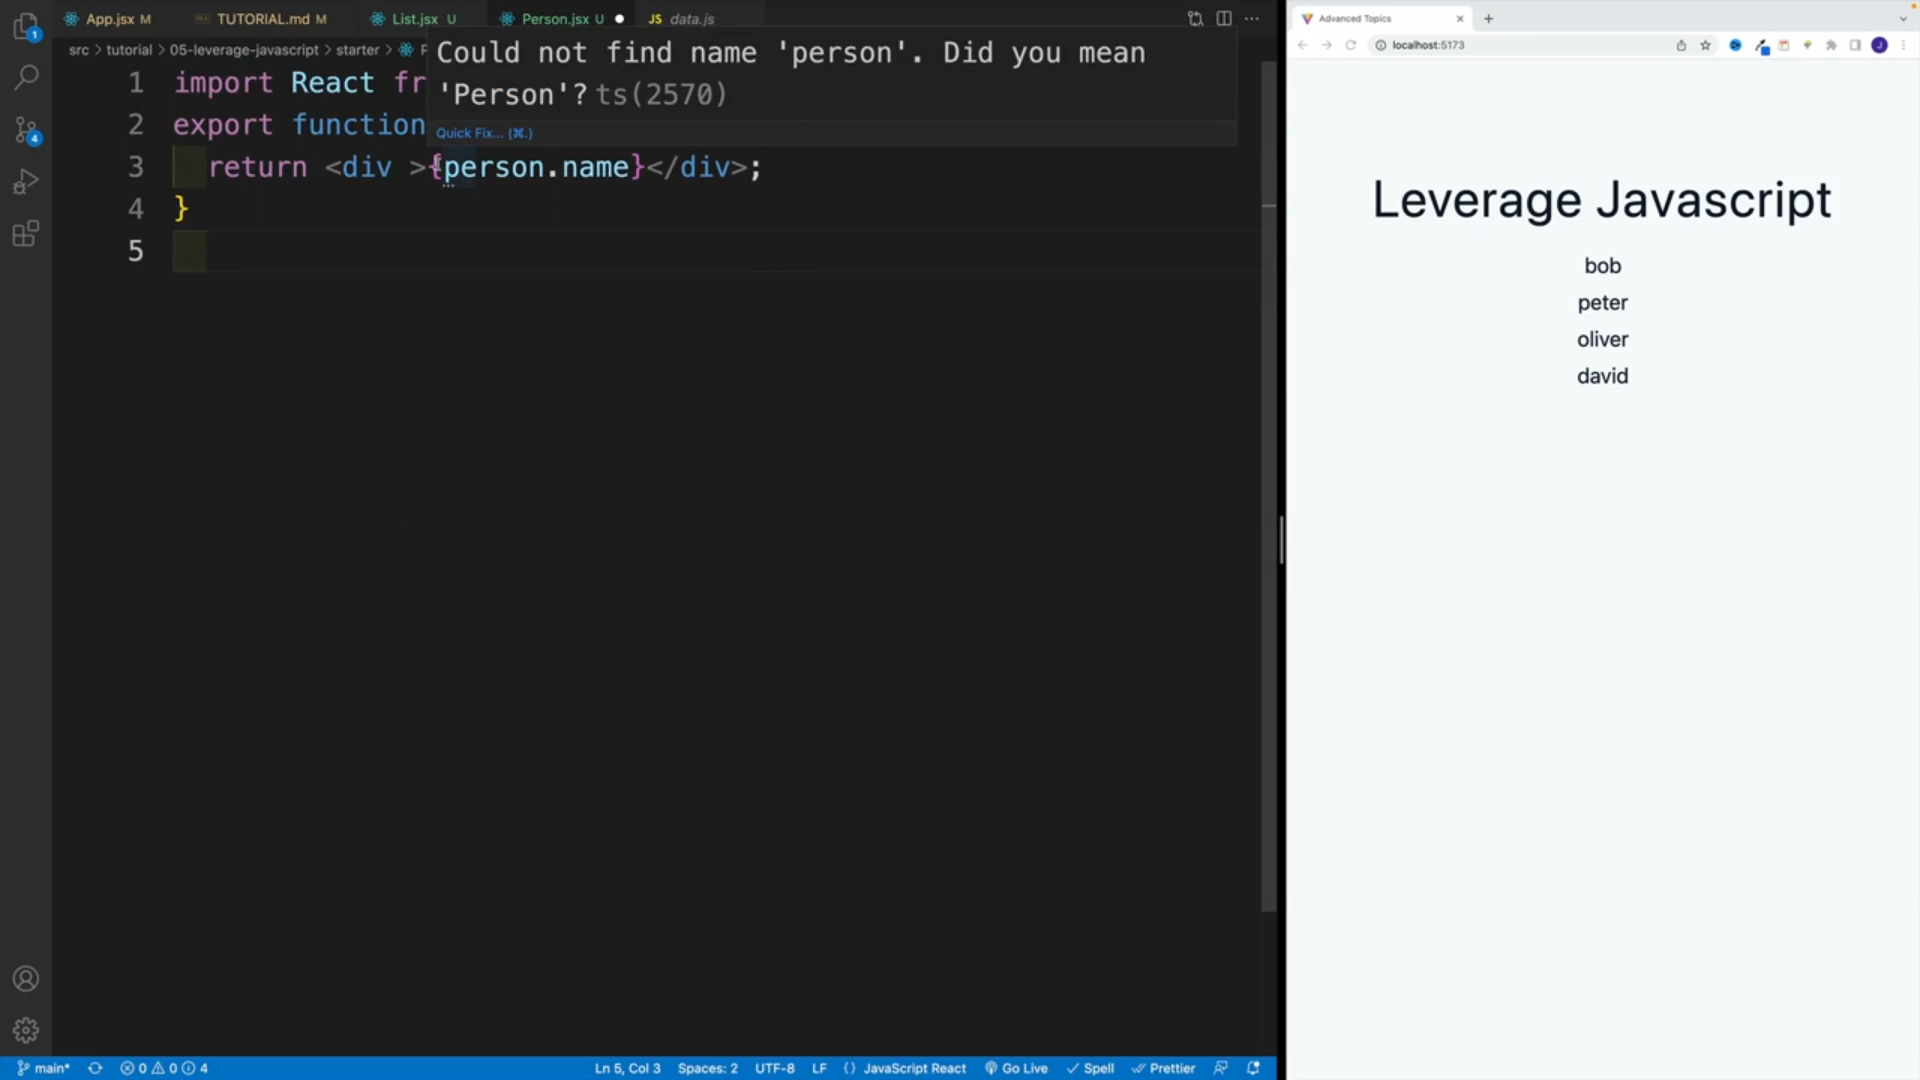 App.jsx M
TUTORIAL.md M
List.jsx U
Person.jsx U
JS data.js
src > tutorial > 05-leverage-javascript > starter >
Could not find name 'person'. Did you mean
'Person'? ts(2570)
Quick Fix... (⌘.)
1 import React fr
2 export function
3 return <div >{person.name}</div>;
4 }
5
1
4
main*
0 0 4
Ln 5, Col 3
Spaces: 2
UTF-8
LF
{} JavaScript React
Go Live
Spell
Prettier
Advanced Topics
localhost:5173
J
Leverage Javascript
bob
peter
oliver
david